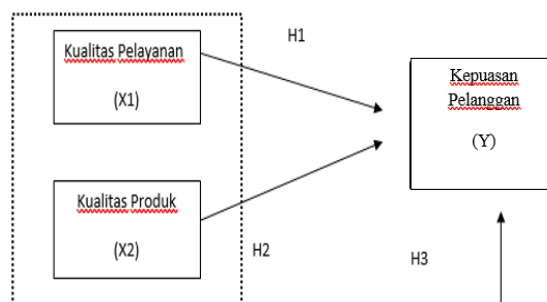 Kualitas Pelayanan
(X1)
H1
Kepuasan
Pelanggan
(Y)
Kualitas Produk
(X2)
H2
H3